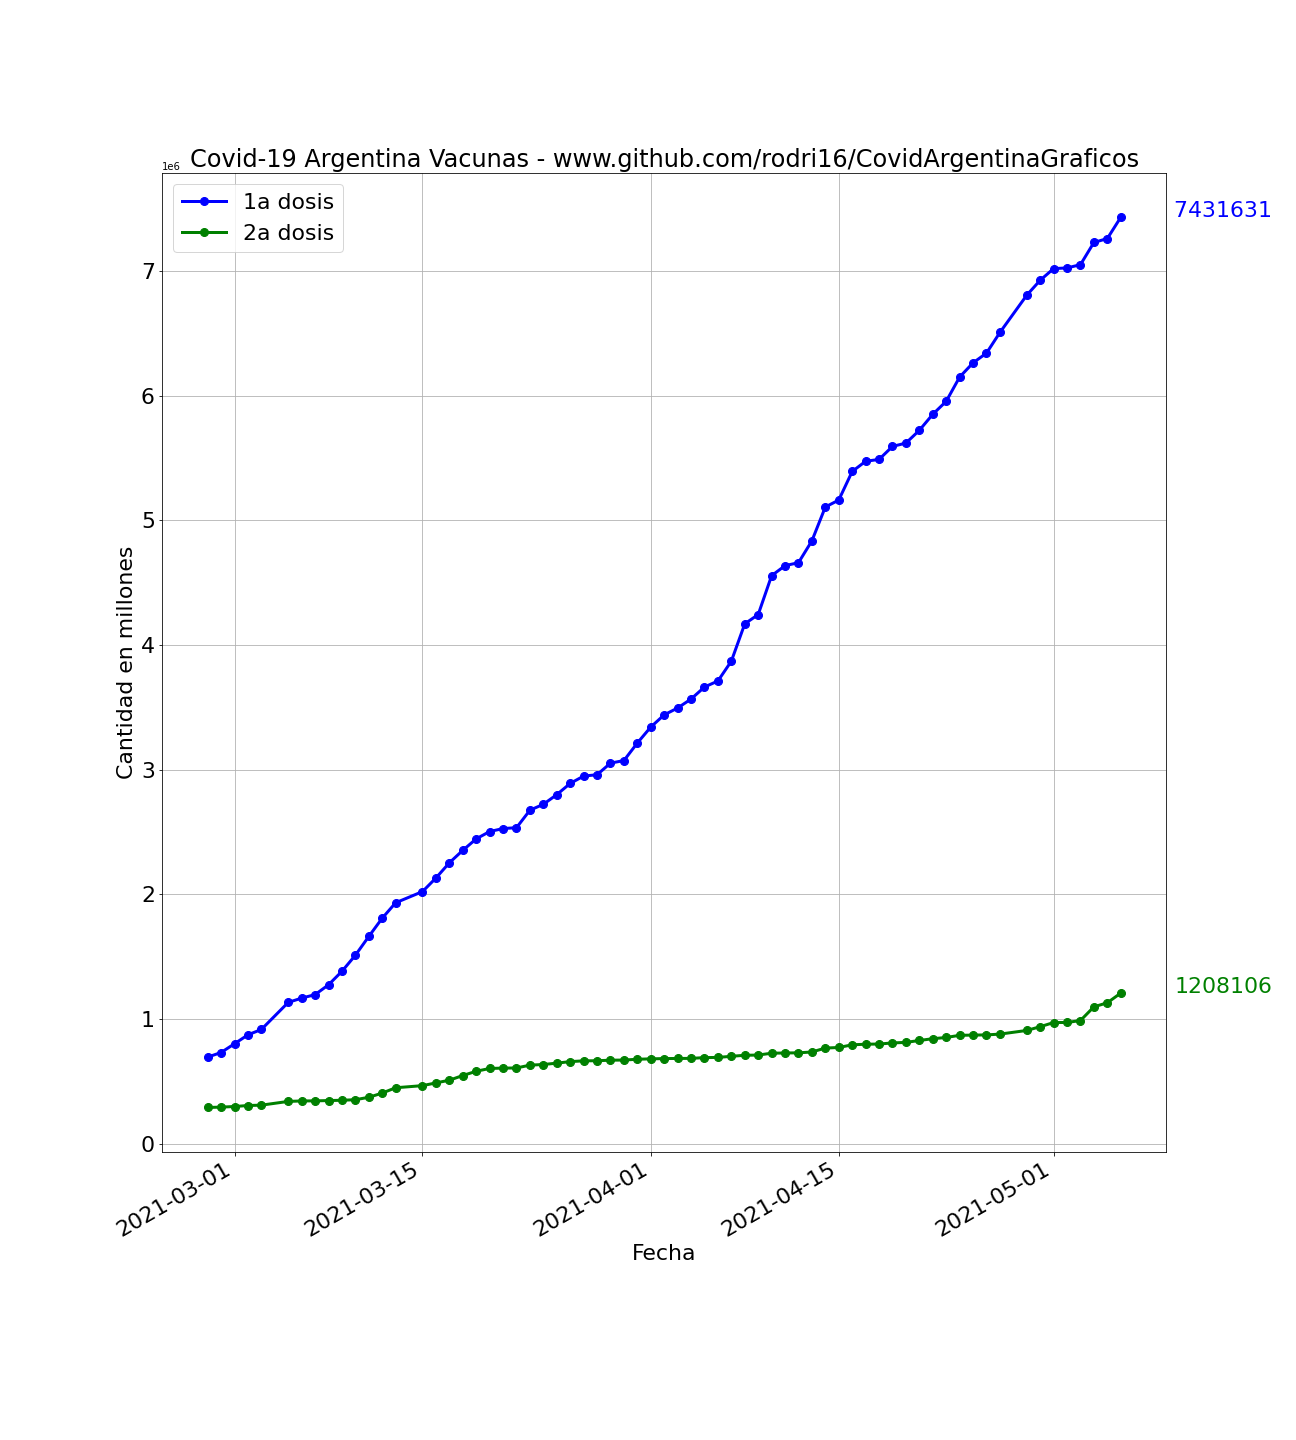 Covid-19 Argentina Vacunas - www.github.com/rodri16/CovidArgentinaGraficos
1e6
1a dosis
2a dosis
7431631
1208106
Cantidad en millones
7
6
5
4
3
2
1
0
2021-03-01
2021-03-15
2021-04-01
2021-04-15
2021-05-01
Fecha